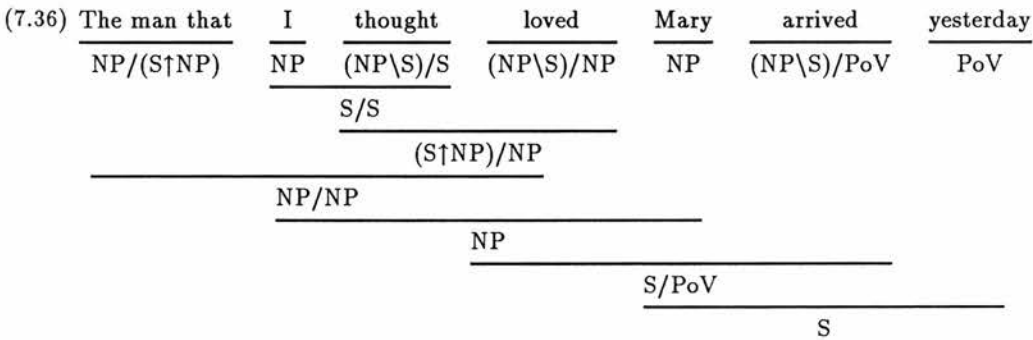 (7.36) The man that I thought loved Mary arrived yesterday
NP/(S↑NP) NP (NP\S)/S (NP\S)/NP NP (NP\S)/PoV PoV
S/S
(S↑NP)/NP
NP/NP
NP
S/PoV
S